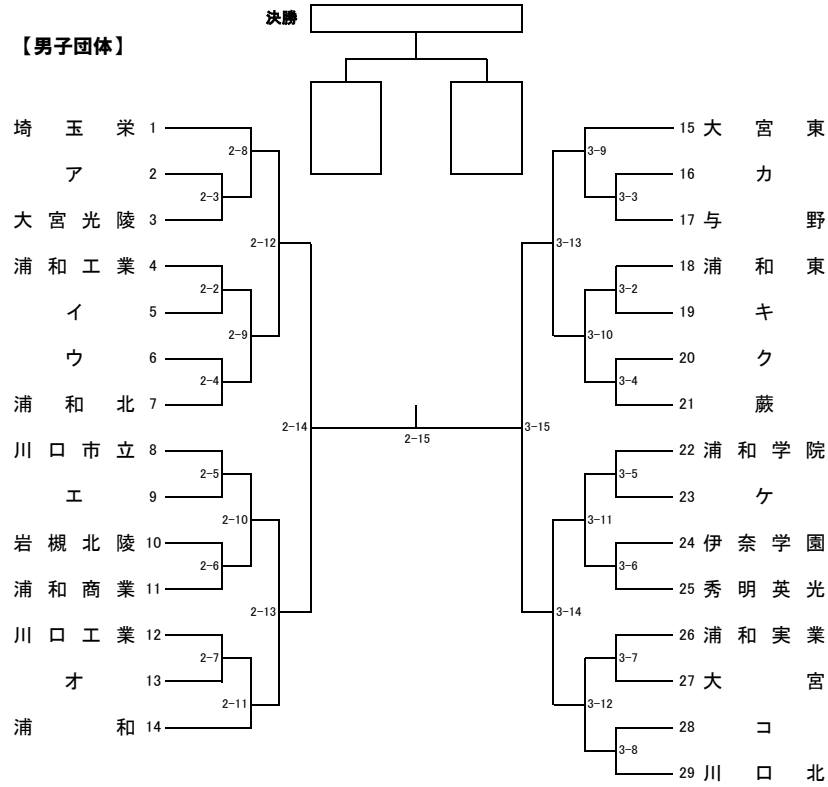 決勝
【男子団体】
埼玉栄 1
2-8
ア 2
2-3
大宮光陵 3
2-12
浦和工業 4
2-2
イ 5
2-9
ウ 6
2-4
浦和北 7
2-14
川口市立 8
2-5
エ 9
2-10
岩槻北陵 10
2-6
浦和商業 11
2-13
川口工業 12
2-7
オ 13
2-11
浦和 14
2-15
15 大宮東
3-9
16 カ
3-3
17 与野
3-13
18 浦和東
3-2
19 キ
3-10
20 ク
3-4
21 蕨
3-15
22 浦和学院
3-5
23 ケ
3-11
24 伊奈学園
3-6
25 秀明英光
3-14
26 浦和実業
3-7
27 大宮
3-12
28 コ
3-8
29 川口北